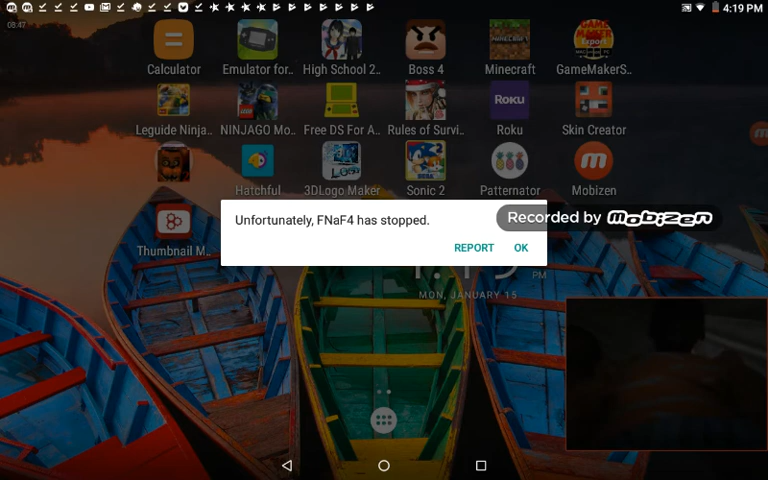 4:19 PM
08:47
Calculator
Emulator for..
High School 2..
Boss 4
Minecraft
GameMakerS..
Leguide Ninja..
NINJAGO Mo..
Free DS For A..
Rules of Survi..
Roku
Skin Creator
Hatchful
3DLogo Maker
Sonic 2
Patternator
Mobizen
Thumbnail M..
Unfortunately, FNaF4 has stopped.
Recorded by mobizen
REPORT
OK
PM
MON, JANUARY 15